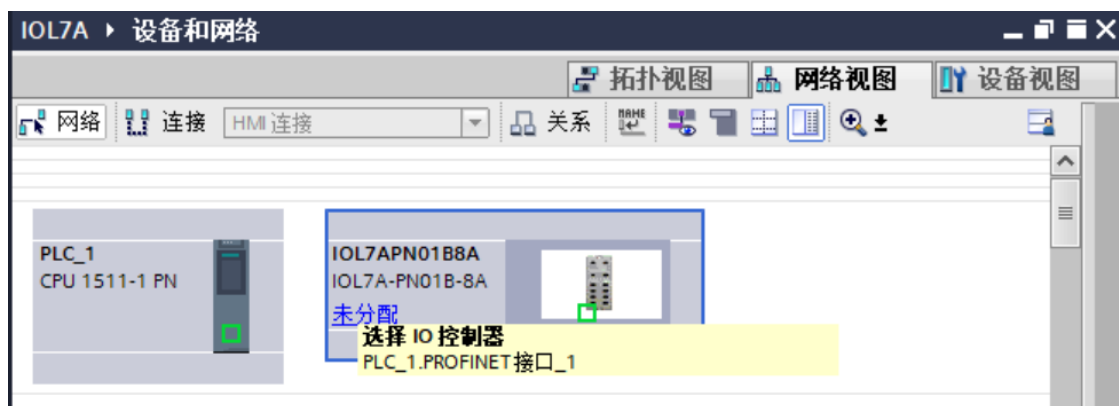 IOL7A ▸ 设备和网络
拓扑视图 网络视图 设备视图
网络 连接 HMI 连接 关系
PLC_1
CPU 1511-1 PN
IOL7APN01B8A
IOL7A-PN01B-8A
未分配
选择 IO 控制器
PLC_1.PROFINET接口_1